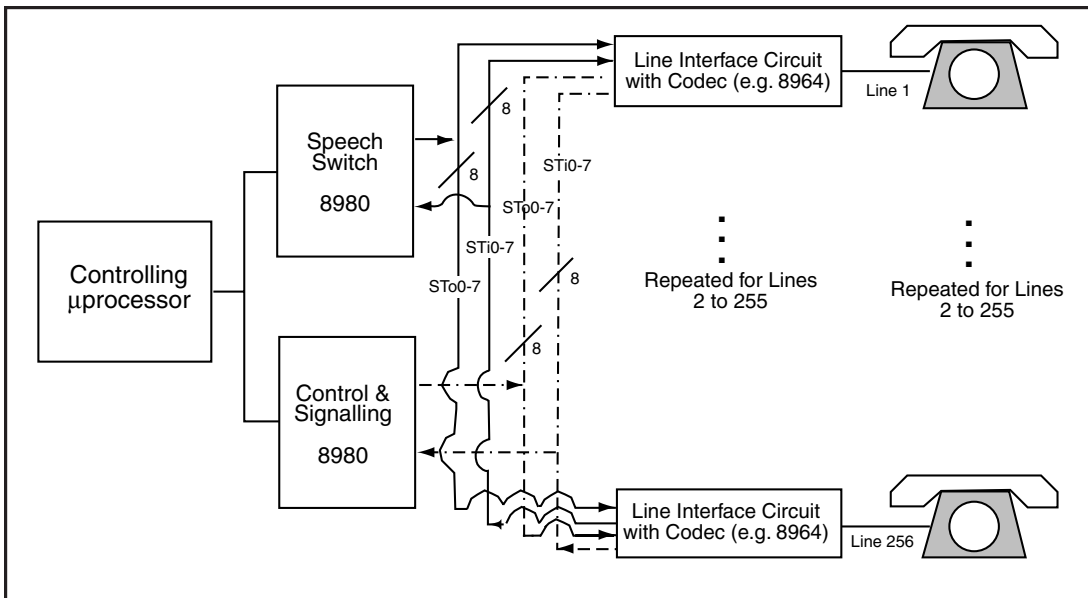 Controlling
μprocessor
Speech
Switch
8980
Control &
Signalling
8980
8
8
STo0-7
STi0-7
STo0-7
STi0-7
8
8
Line Interface Circuit
with Codec (e.g. 8964)
Line 1
Repeated for Lines
2 to 255
Repeated for Lines
2 to 255
Line Interface Circuit
with Codec (e.g. 8964)
Line 256